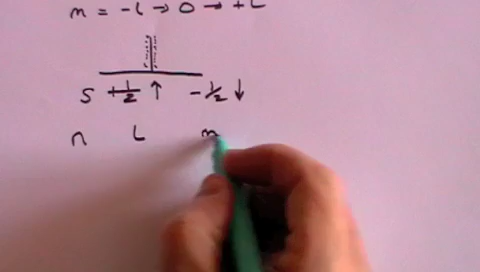 m = -L → 0 → +L
S +1/2 ↑ -1/2 ↓
n L m